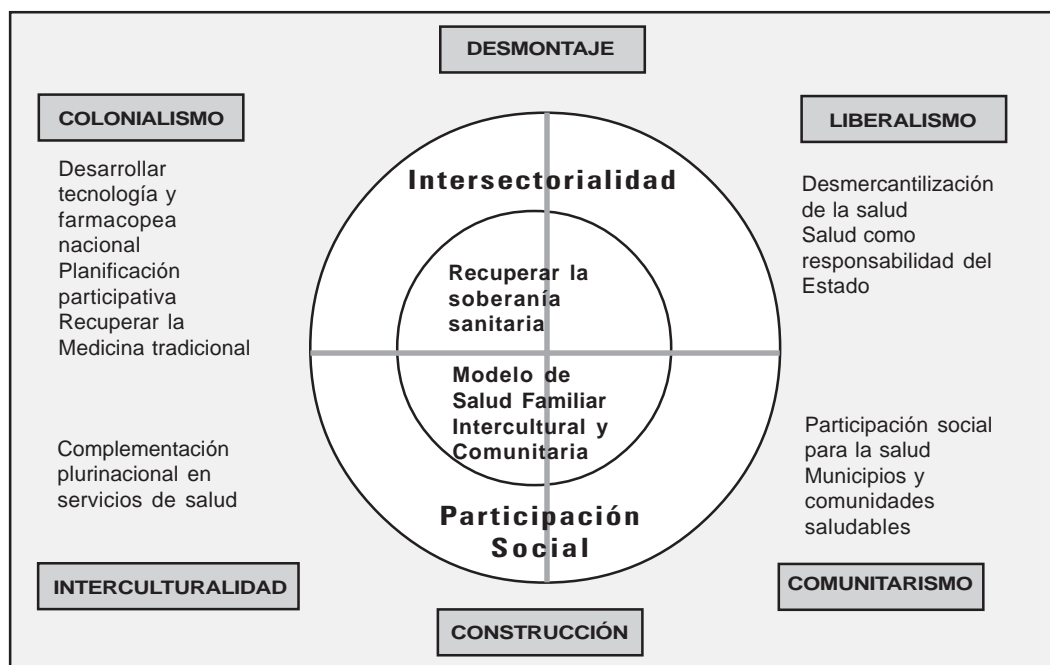 DESMONTAJE
COLONIALISMO
Desarrollar
tecnología y
farmacopea
nacional
Planificación
participativa
Recuperar la
Medicina tradicional
LIBERALISMO
Desmercantilización
de la salud
Salud como
responsabilidad del
Estado
Intersectorialidad
Recuperar la
soberanía
sanitaria
Modelo de
Salud Familiar
Intercultural y
Comunitaria
Participación
Social
Complementación
plurinacional en
servicios de salud
INTERCULTURALIDAD
Participación social
para la salud
Municipios y
comunidades
saludables
COMUNITARISMO
CONSTRUCCIÓN